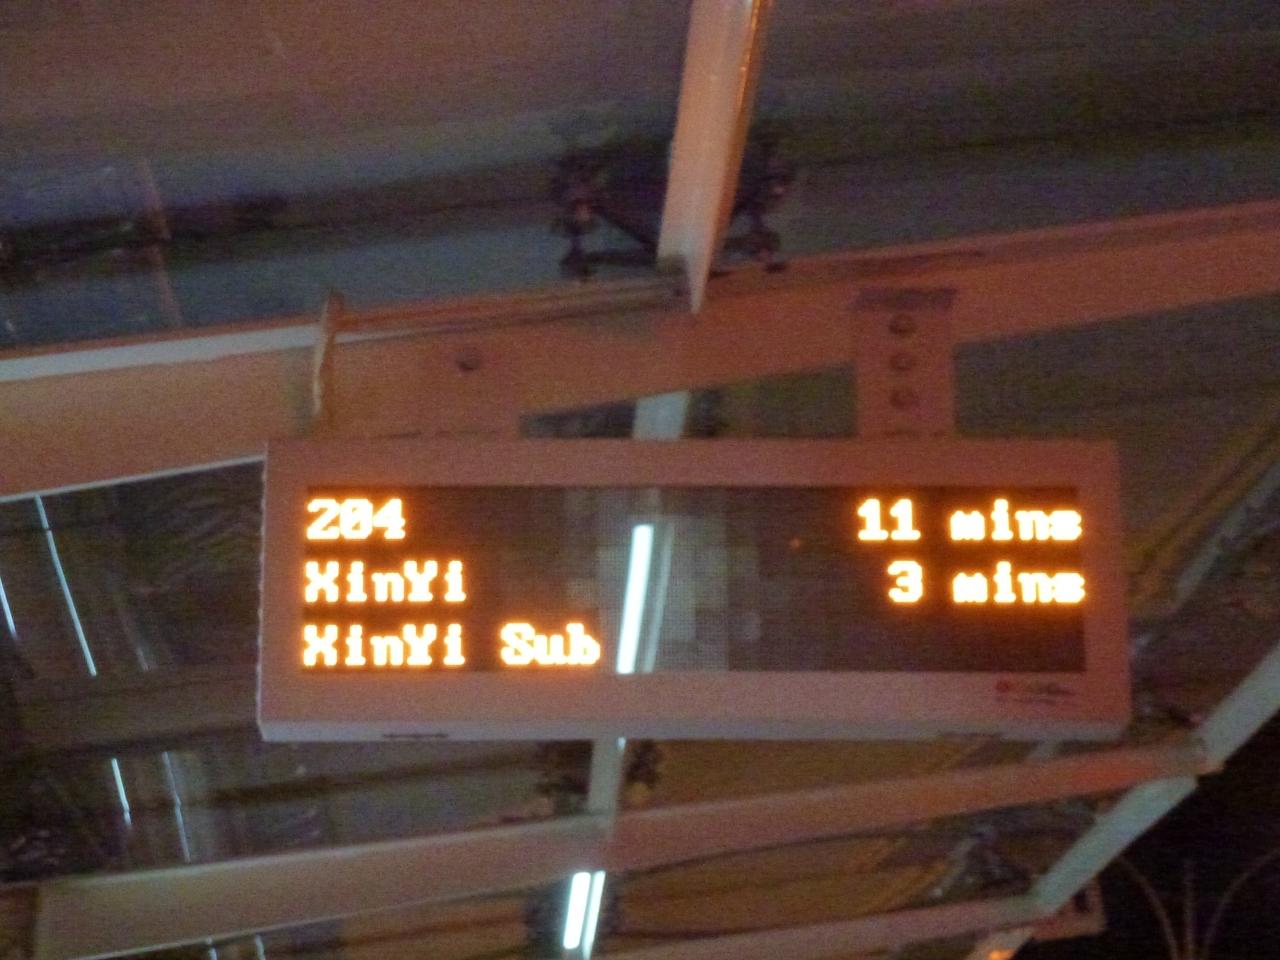 204 11 mins
XinYi 3 mins
XinYi Sub